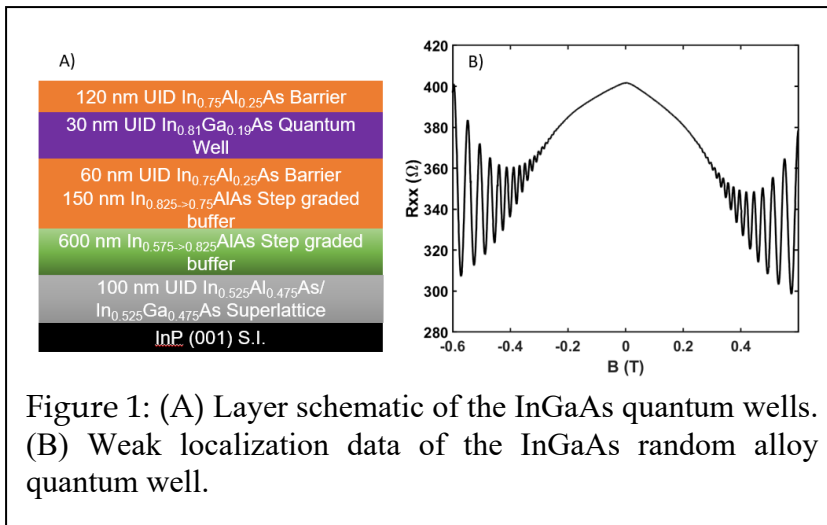 A)
120 nm UID In0.75Al0.25As Barrier
30 nm UID In0.81Ga0.19As Quantum
Well
60 nm UID In0.75Al0.25As Barrier
150 nm In0.825->0.75AlAs Step graded
buffer
600 nm In0.575->0.825AlAs Step graded
buffer
100 nm UID In0.525Al0.475As/
In0.525Ga0.475As Superlattice
InP (001) S.I.
B)
420
400
380
360
340
320
300
280
Rxx (Ω)
-0.6 -0.4 -0.2 0 0.2 0.4
B (T)
Figure 1: (A) Layer schematic of the InGaAs quantum wells.
(B) Weak localization data of the InGaAs random alloy
quantum well.